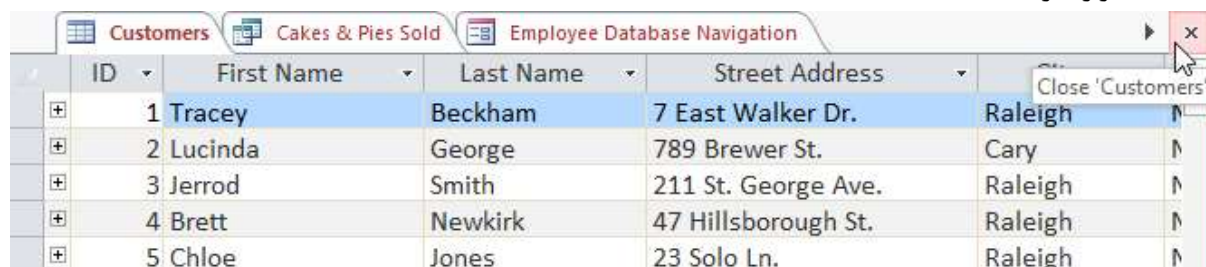 Customers Cakes & Pies Sold Employee Database Navigation
ID First Name Last Name Street Address
Close 'Customers'
1 Tracey Beckham 7 East Walker Dr. Raleigh N
2 Lucinda George 789 Brewer St. Cary N
3 Jerrod Smith 211 St. George Ave. Raleigh N
4 Brett Newkirk 47 Hillsborough St. Raleigh N
5 Chloe Jones 23 Solo Ln. Raleigh N